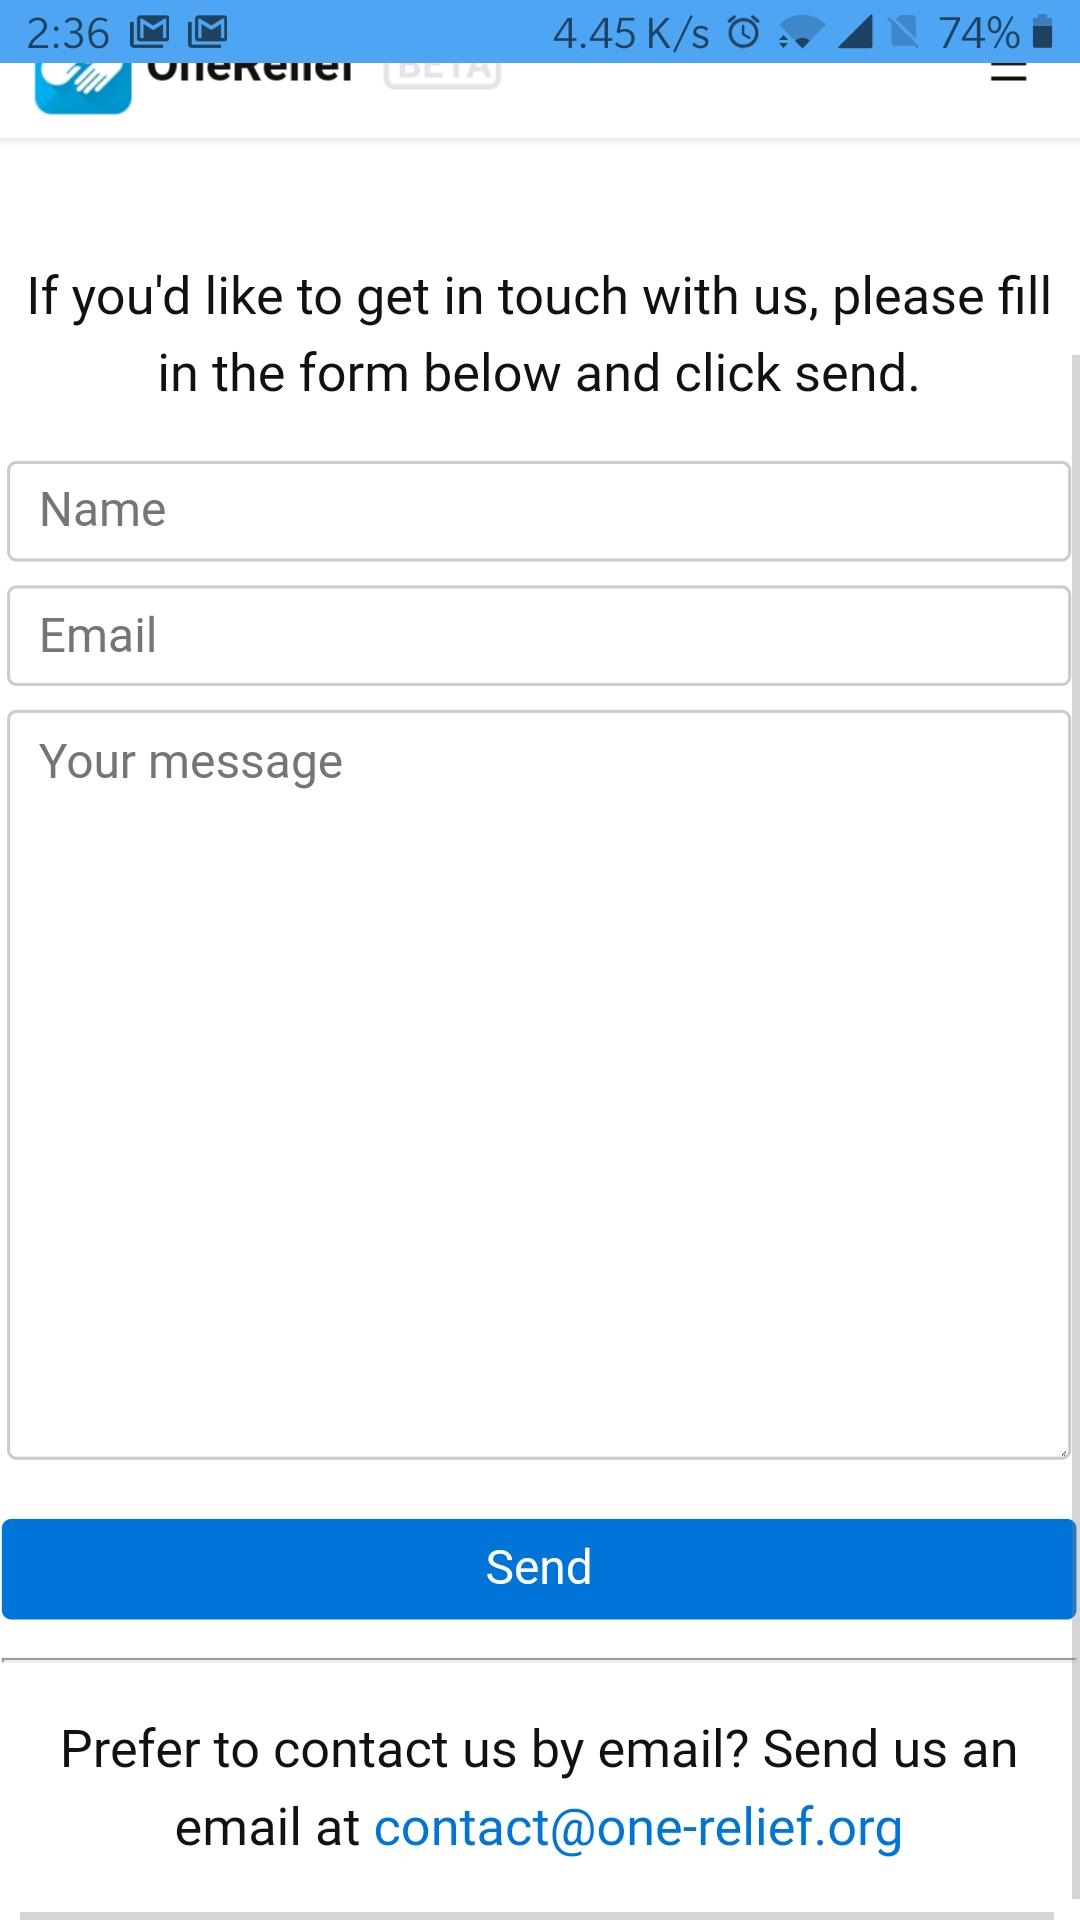 2:36 4.45 K/s 74%
OneRelief BETA
If you'd like to get in touch with us, please fill
in the form below and click send.
Name
Email
Your message
Send
Prefer to contact us by email? Send us an
email at contact@one-relief.org